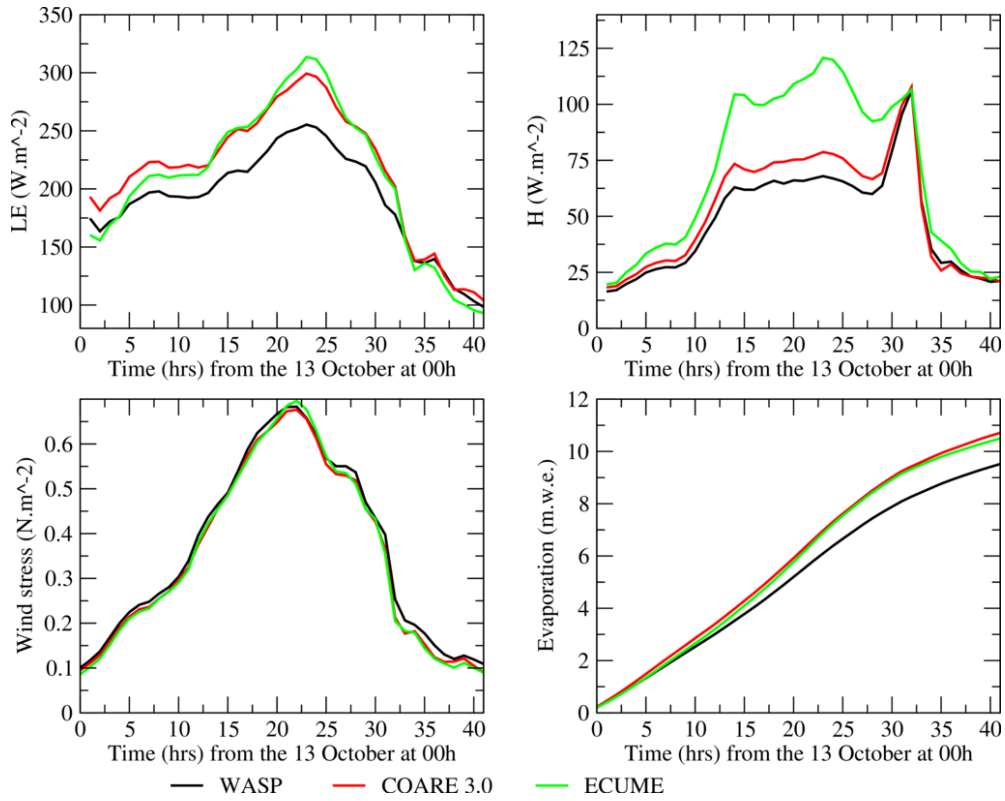 350
300
250
200
150
100
LE (W.m^-2)
0 5 10 15 20 25 30 35 40
Time (hrs) from the 13 October at 00h
125
100
75
50
25
0
H (W.m^-2)
0 5 10 15 20 25 30 35 40
Time (hrs) from the 13 October at 00h
0.6
0.5
0.4
0.3
0.2
0.1
0
Wind stress (N.m^-2)
0 5 10 15 20 25 30 35 40
Time (hrs) from the 13 October at 00h
12
10
8
6
4
2
0
Evaporation (m.w.e.)
0 5 10 15 20 25 30 35 40
Time (hrs) from the 13 October at 00h
WASP COARE 3.0 ECUME